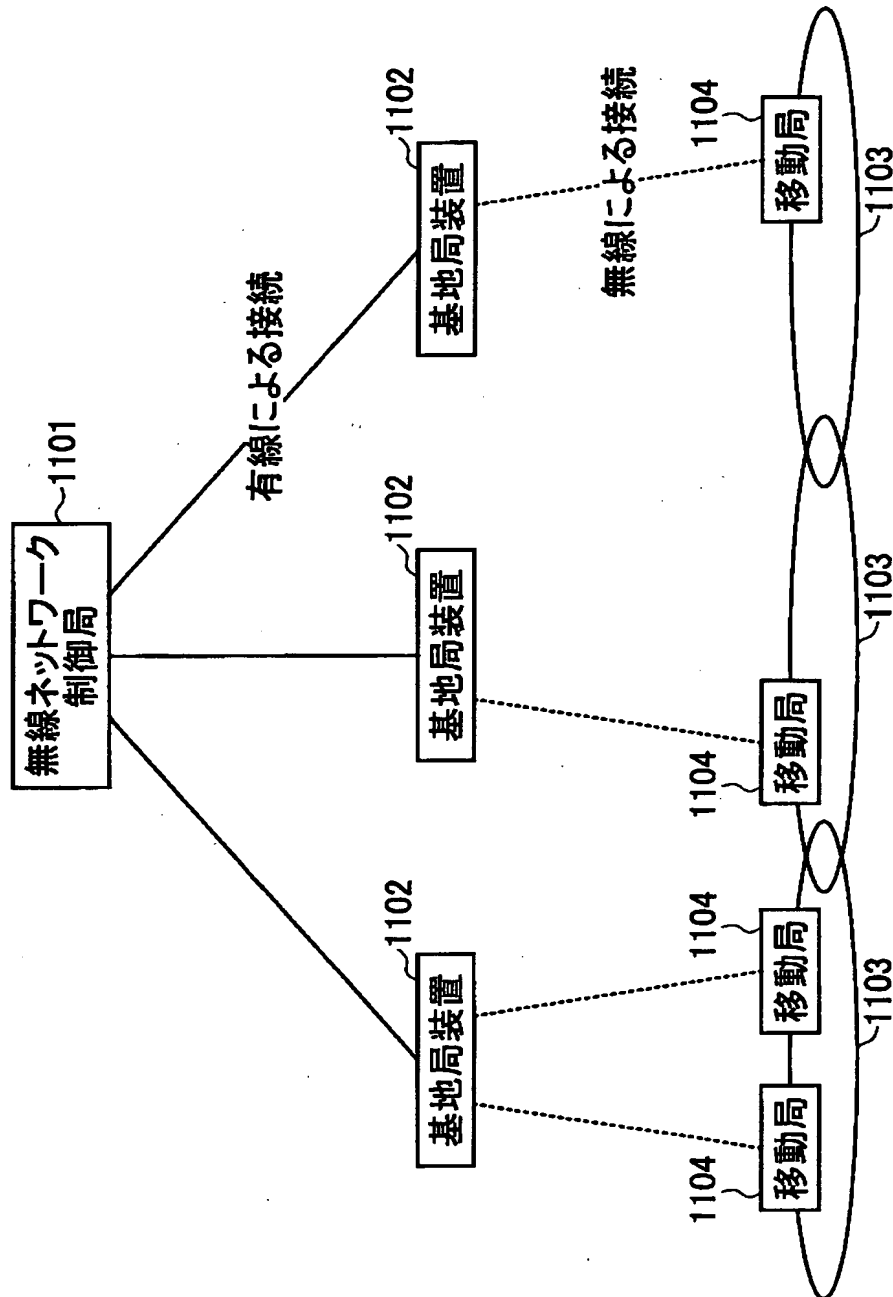 無線ネットワーク
制御局
1101
有線による接続
1102
基地局装置
1102
基地局装置
1102
基地局装置
無線による接続
1104
移動局
1104
移動局
1104
移動局
1104
移動局
1103
1103
1103